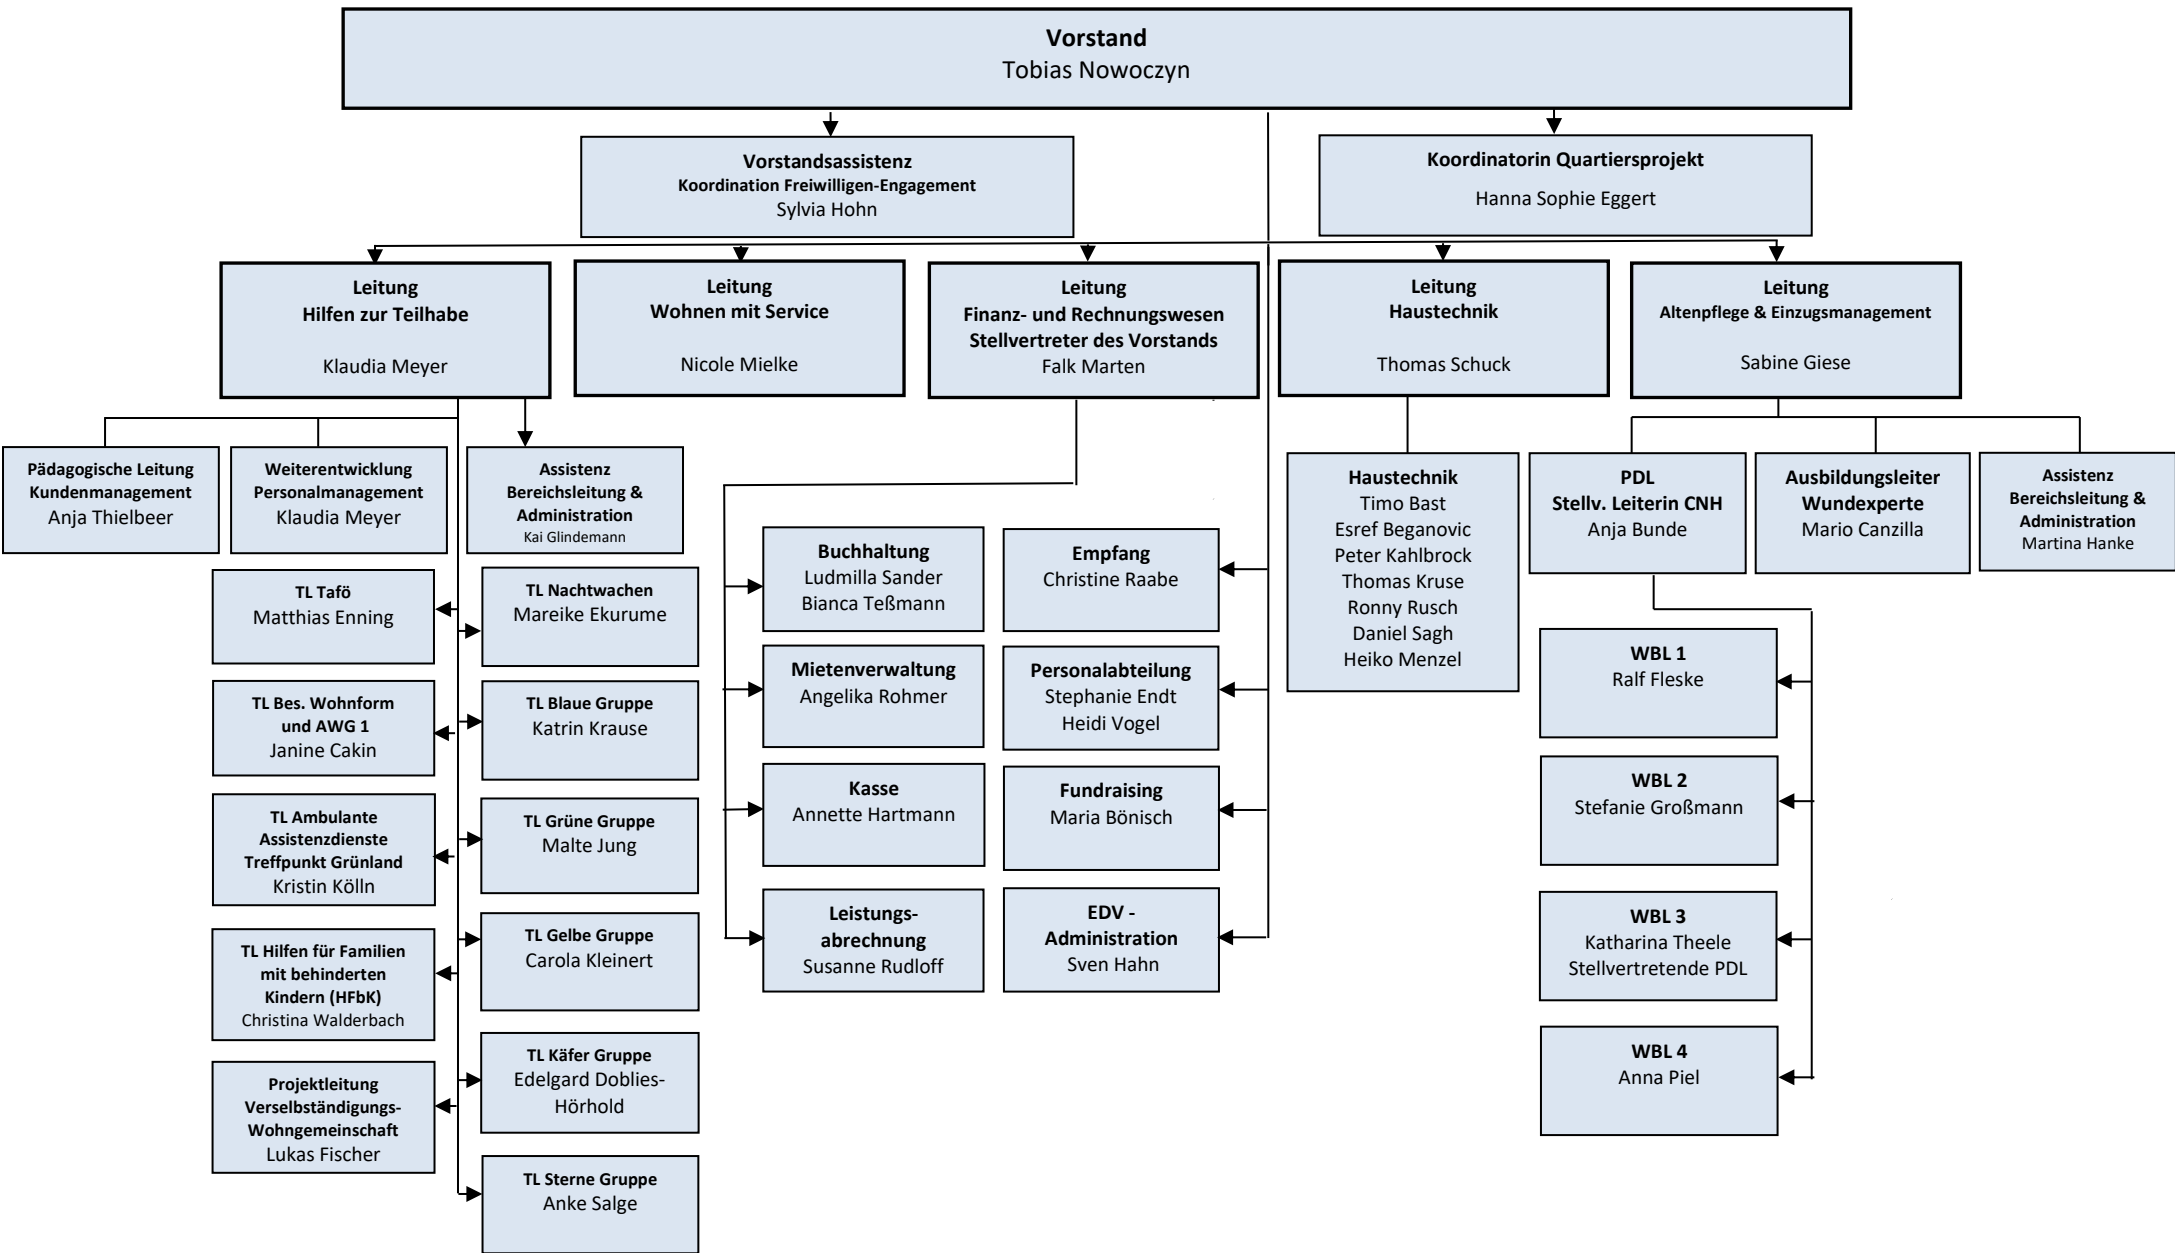 Vorstand
Tobias Nowoczyn
Vorstandsassistenz
Koordination Freiwilligen-Engagement
Sylvia Hohn
Koordinatorin Quartiersprojekt
Hanna Sophie Eggert
Leitung
Hilfen zur Teilhabe
Klaudia Meyer
Leitung
Wohnen mit Service
Nicole Mielke
Leitung
Finanz- und Rechnungswesen
Stellvertreter des Vorstands
Falk Marten
Leitung
Haustechnik
Thomas Schuck
Leitung
Altenpflege & Einzugsmanagement
Sabine Giese
Pädagogische Leitung
Kundenmanagement
Anja Thielbeer
Weiterentwicklung
Personalmanagement
Klaudia Meyer
Assistenz
Bereichsleitung &
Administration
Kai Glindemann
TL Tafö
Matthias Enning
TL Bes. Wohnform
und AWG 1
Janine Cakin
TL Ambulante
Assistenzdienste
Treffpunkt Grünland
Kristin Kölln
TL Hilfen für Familien
mit behinderten
Kindern (HFbK)
Christina Walderbach
Projektleitung
Verselbständigungs-
Wohngemeinschaft
Lukas Fischer
TL Nachtwachen
Mareike Ekurume
TL Blaue Gruppe
Katrin Krause
TL Grüne Gruppe
Malte Jung
TL Gelbe Gruppe
Carola Kleinert
TL Käfer Gruppe
Edelgard Doblies-
Hörhold
TL Sterne Gruppe
Anke Salge
Buchhaltung
Ludmilla Sander
Bianca Teßmann
Mietenverwaltung
Angelika Rohmer
Kasse
Annette Hartmann
Leistungs-
abrechnung
Susanne Rudloff
Empfang
Christine Raabe
Personalabteilung
Stephanie Endt
Heidi Vogel
Fundraising
Maria Bönisch
EDV -
Administration
Sven Hahn
Haustechnik
Timo Bast
Esref Beganovic
Peter Kahlbrock
Thomas Kruse
Ronny Rusch
Daniel Sagh
Heiko Menzel
PDL
Stellv. Leiterin CNH
Anja Bunde
Ausbildungsleiter
Wundexperte
Mario Canzilla
Assistenz
Bereichsleitung &
Administration
Martina Hanke
WBL 1
Ralf Fleske
WBL 2
Stefanie Großmann
WBL 3
Katharina Theele
Stellvertretende PDL
WBL 4
Anna Piel